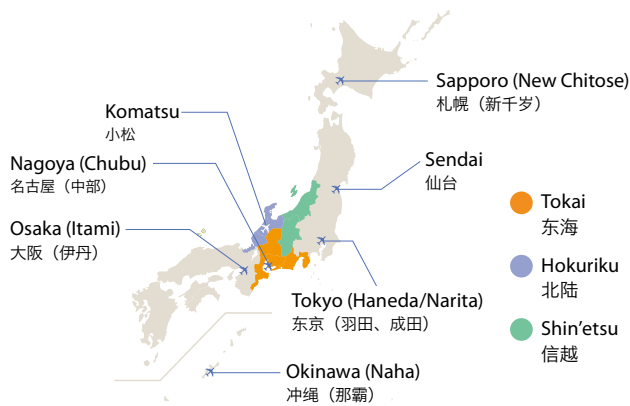 Sapporo (New Chitose)
札幌（新千岁）
Komatsu
小松
Nagoya (Chubu)
名古屋（中部）
Sendai
仙台
Osaka (Itami)
大阪（伊丹）
Tokai
东海
Hokuriku
北陆
Shin’etsu
信越
Tokyo (Haneda/Narita)
东京（羽田、成田）
Okinawa (Naha)
冲绳（那霸）